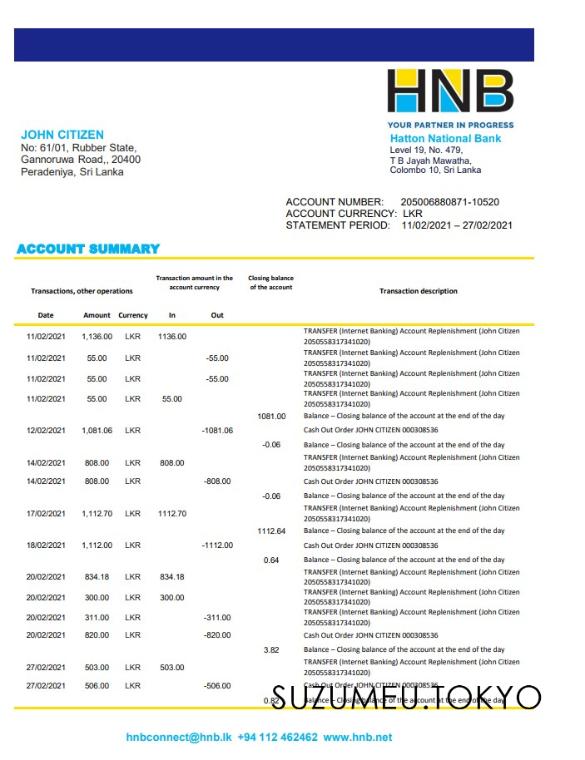 HNB
YOUR PARTNER IN PROGRESS
Hatton National Bank
Level 19, No. 479,
T B Jayah Mawatha,
Colombo 10, Sri Lanka
JOHN CITIZEN
No: 61/01, Rubber State,
Gannoruwa Road,, 20400
Peradeniya, Sri Lanka
ACCOUNT NUMBER: 205006880871-10520
ACCOUNT CURRENCY: LKR
STATEMENT PERIOD: 11/02/2021 – 27/02/2021
ACCOUNT SUMMARY
Transactions, other operations
Transaction amount in the
account currency
Closing balance
of the account
Transaction description
Date Amount Currency In Out
11/02/2021 1,136.00 LKR 1136.00 TRANSFER (Internet Banking) Account Replenishment (John Citizen
2050558317341020)
11/02/2021 55.00 LKR -55.00 TRANSFER (Internet Banking) Account Replenishment (John Citizen
2050558317341020)
11/02/2021 55.00 LKR -55.00 TRANSFER (Internet Banking) Account Replenishment (John Citizen
2050558317341020)
11/02/2021 55.00 LKR 55.00 TRANSFER (Internet Banking) Account Replenishment (John Citizen
2050558317341020)
1081.00 Balance – Closing balance of the account at the end of the day
12/02/2021 1,081.06 LKR -1081.06 Cash Out Order JOHN CITIZEN 000308536
-0.06 Balance – Closing balance of the account at the end of the day
14/02/2021 808.00 LKR 808.00 TRANSFER (Internet Banking) Account Replenishment (John Citizen
2050558317341020)
14/02/2021 808.00 LKR -808.00 Cash Out Order JOHN CITIZEN 000308536
-0.06 Balance – Closing balance of the account at the end of the day
17/02/2021 1,112.70 LKR 1112.70 TRANSFER (Internet Banking) Account Replenishment (John Citizen
2050558317341020)
1112.64 Balance – Closing balance of the account at the end of the day
18/02/2021 1,112.00 LKR -1112.00 Cash Out Order JOHN CITIZEN 000308536
0.64 Balance – Closing balance of the account at the end of the day
20/02/2021 834.18 LKR 834.18 TRANSFER (Internet Banking) Account Replenishment (John Citizen
2050558317341020)
20/02/2021 300.00 LKR 300.00 TRANSFER (Internet Banking) Account Replenishment (John Citizen
2050558317341020)
20/02/2021 311.00 LKR -311.00 TRANSFER (Internet Banking) Account Replenishment (John Citizen
2050558317341020)
20/02/2021 820.00 LKR -820.00 Cash Out Order JOHN CITIZEN 000308536
3.82 Balance – Closing balance of the account at the end of the day
27/02/2021 503.00 LKR 503.00 TRANSFER (Internet Banking) Account Replenishment (John Citizen
2050558317341020)
27/02/2021 506.00 LKR -506.00 Cash Out Order JOHN CITIZEN 000308536
0.82 Balance – Closing balance of the account at the end of the day
SUZUMEU.TOKYO
hnbconnect@hnb.lk +94 112 462462 www.hnb.net